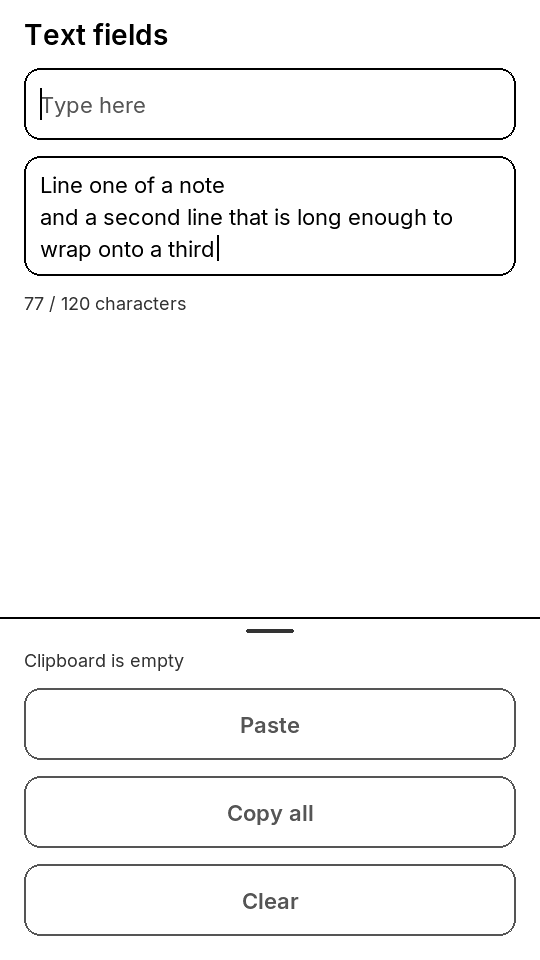 Text fields
Type here
Line one of a note
and a second line that is long enough to
wrap onto a third
77 / 120 characters
Clipboard is empty
Paste
Copy all
Clear